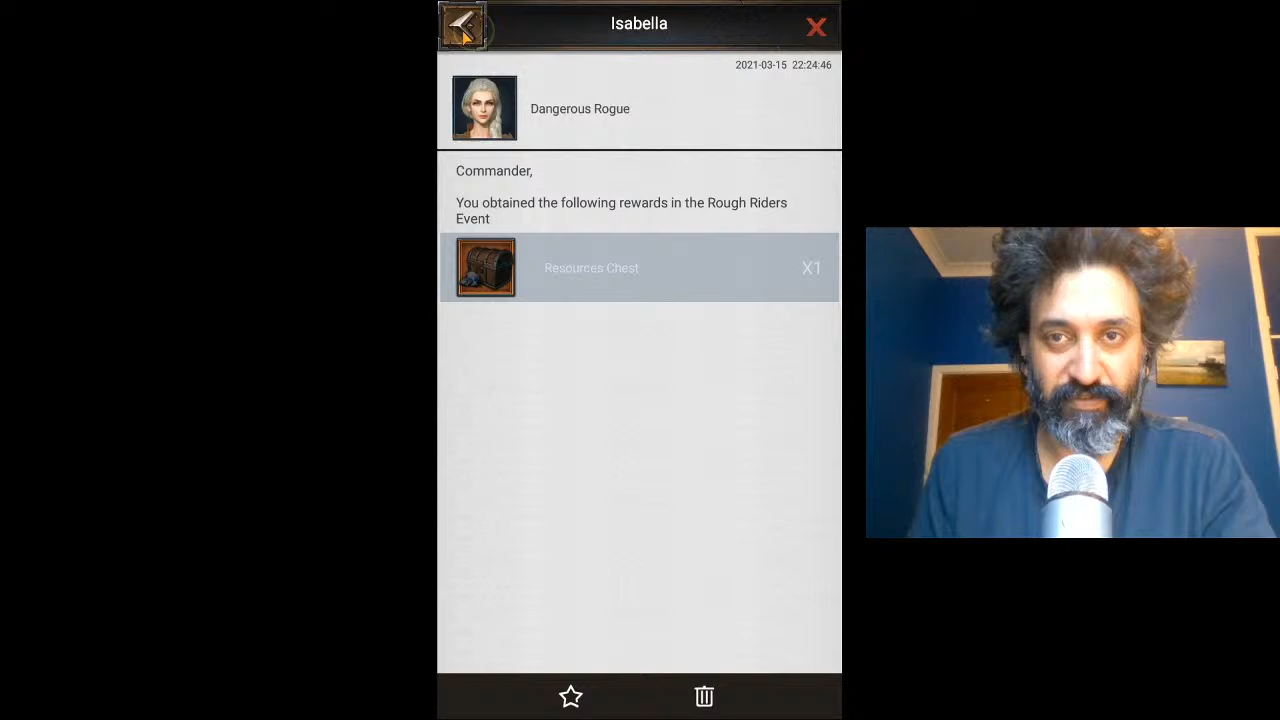 Isabella
2021-03-15 22:24:46
Dangerous Rogue
Commander,
You obtained the following rewards in the Rough Riders
Event
Resources Chest X1